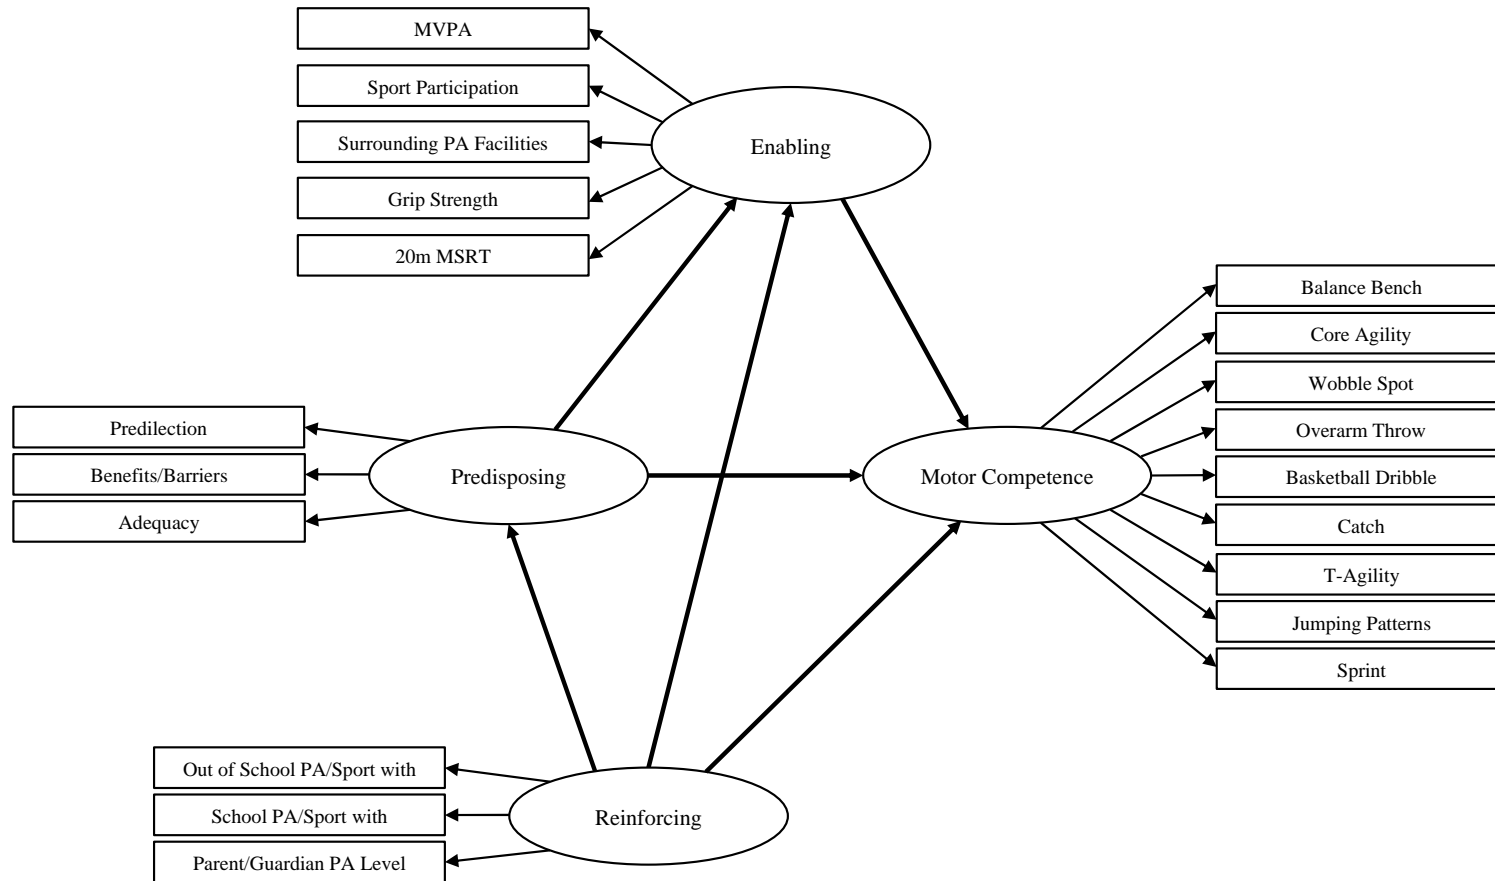 MVPA
Sport Participation
Surrounding PA Facilities
Grip Strength
20m MSRT
Enabling
Balance Bench
Core Agility
Wobble Spot
Overarm Throw
Basketball Dribble
Catch
T-Agility
Jumping Patterns
Sprint
Motor Competence
Predilection
Benefits/Barriers
Adequacy
Predisposing
Out of School PA/Sport with
School PA/Sport with
Parent/Guardian PA Level
Reinforcing